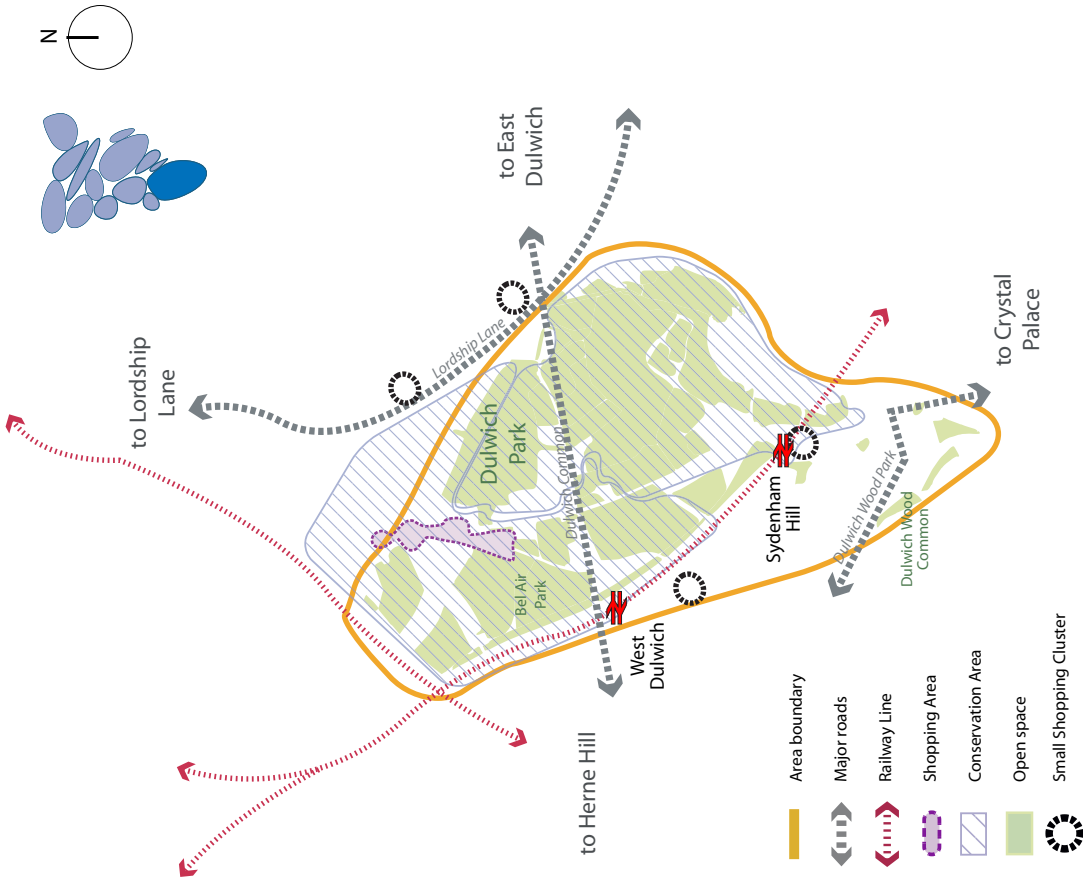 N
to Lordship
Lane
to East
Dulwich
Lordship Lane
Dulwich
Park
Dulwich Common
Bel Air
Park
West
Dulwich
Sydenham
Hill
Dulwich Wood Park
Dulwich Wood
Common
to Crystal
Palace
to Herne Hill
Area boundary
Major roads
Railway Line
Shopping Area
Conservation Area
Open space
Small Shopping Cluster